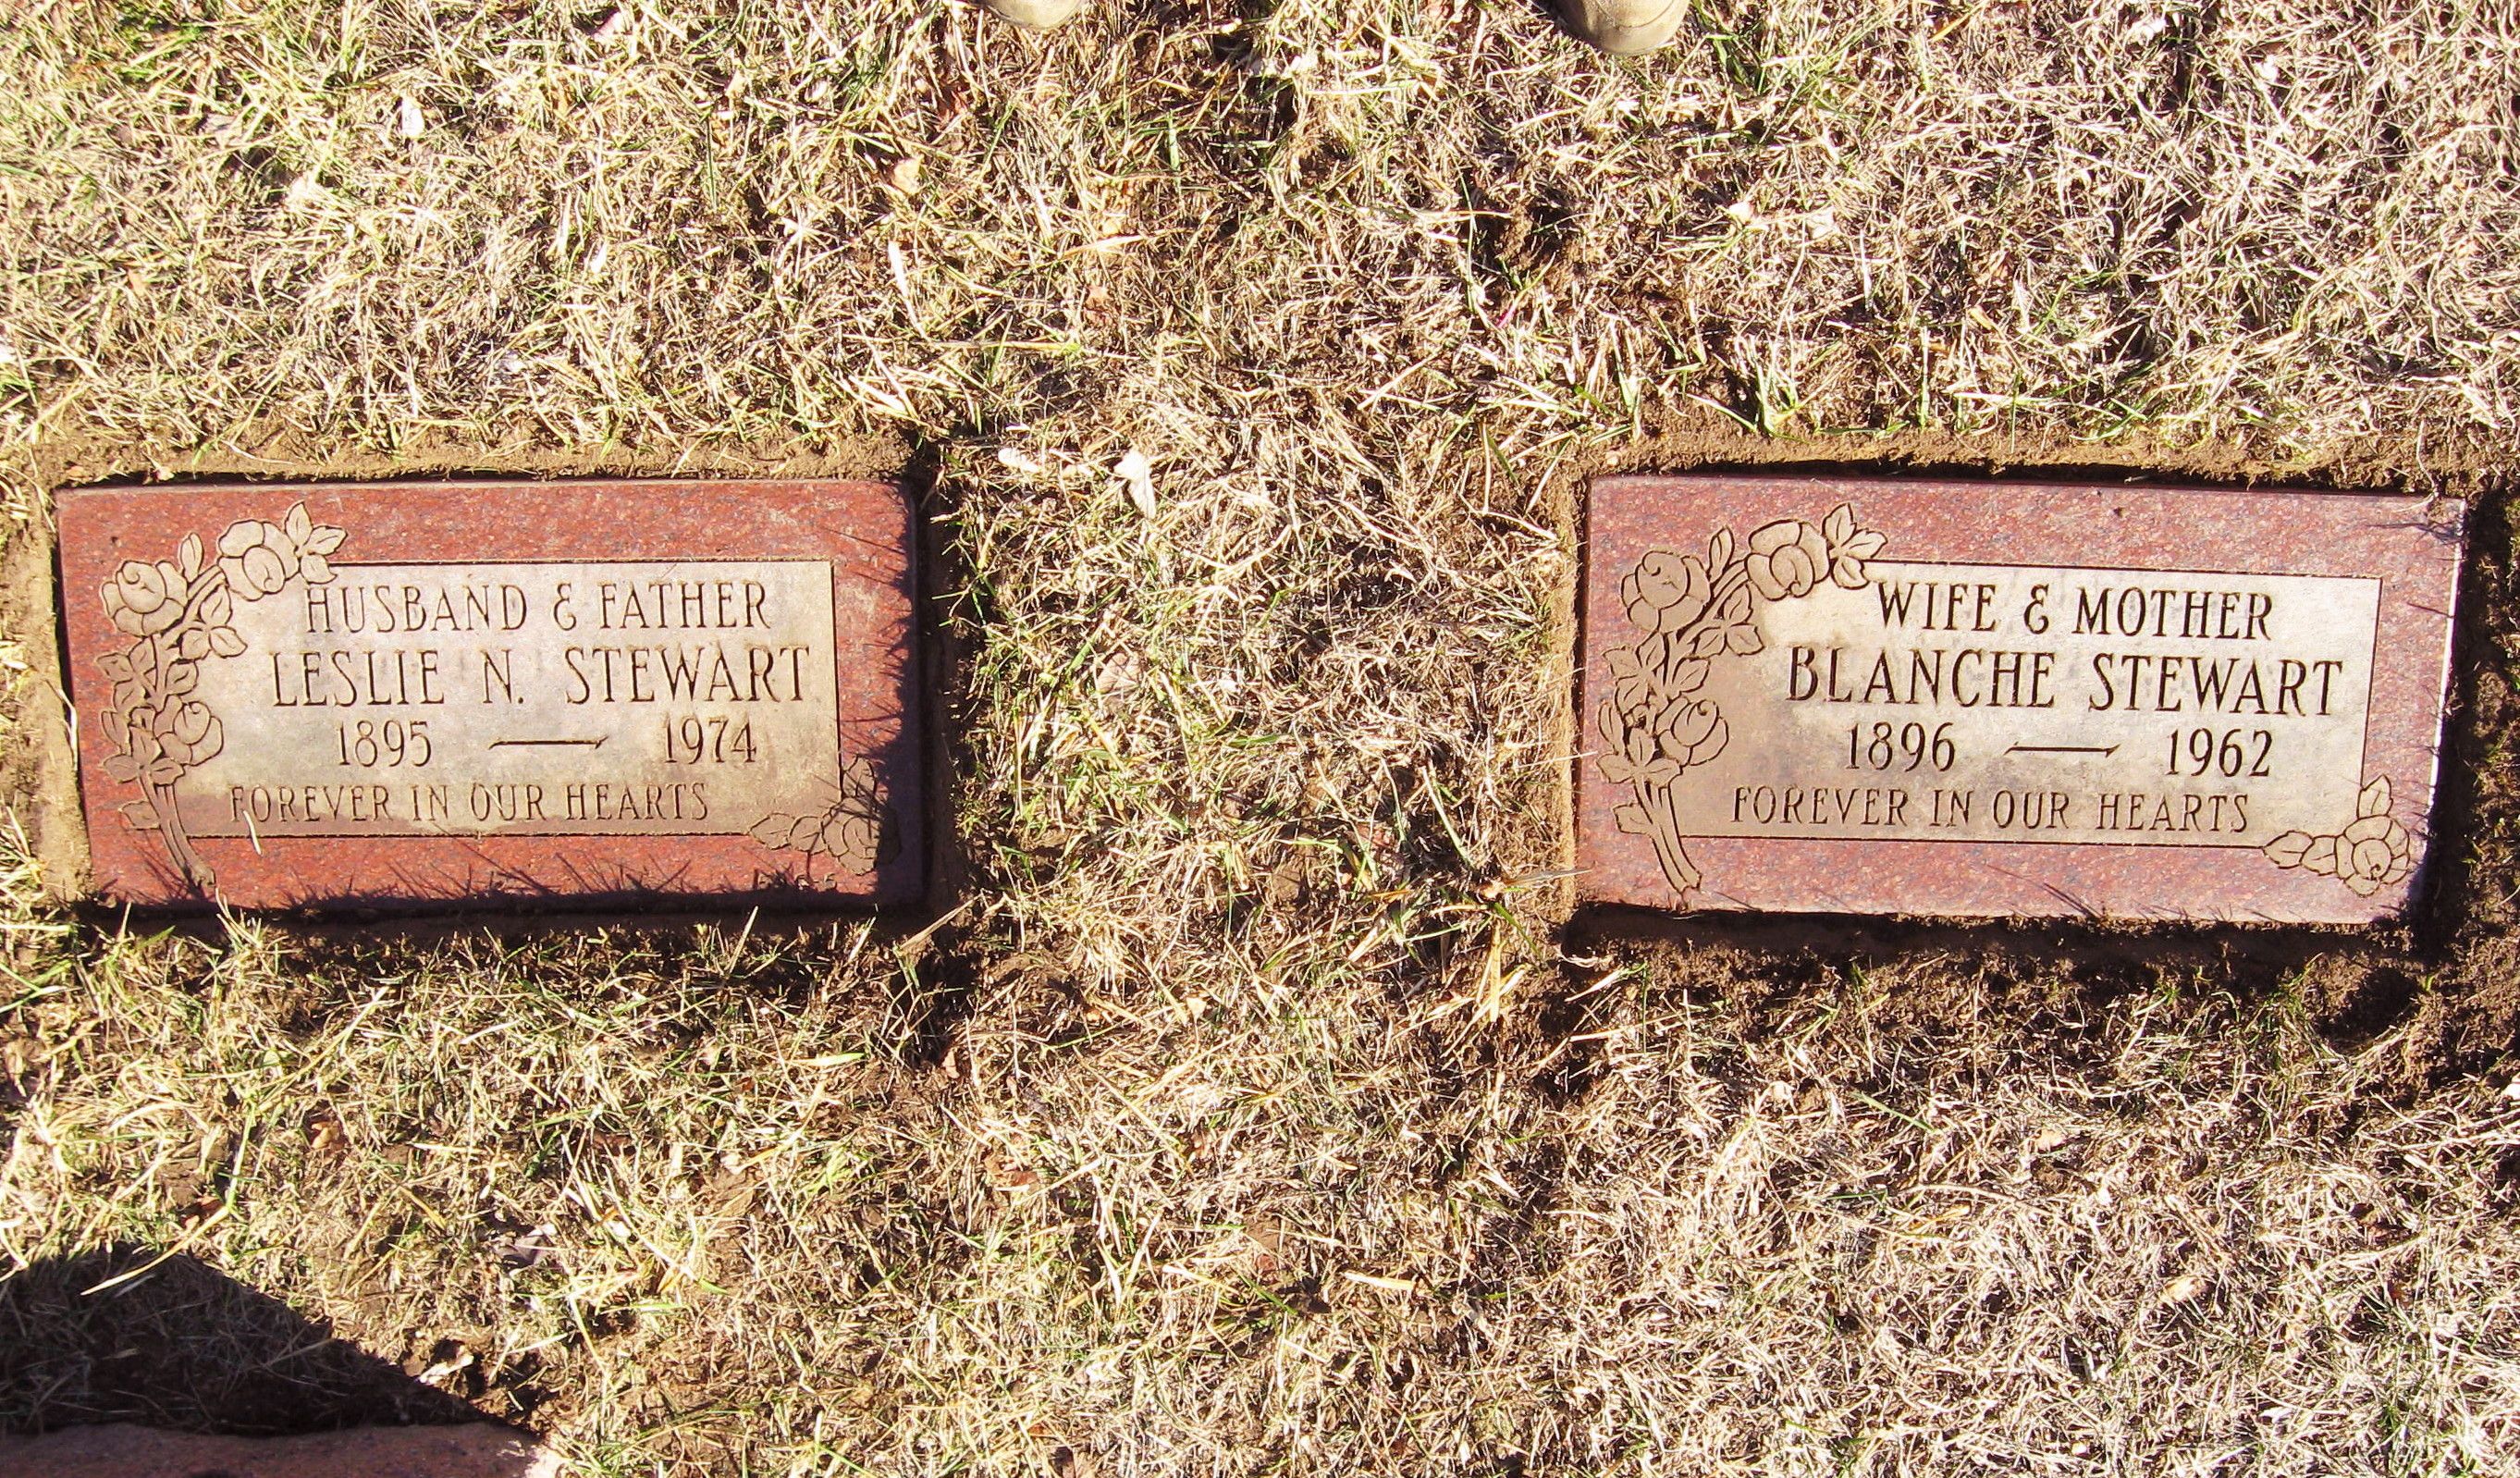 HUSBAND & FATHER
LESLIE N. STEWART
1895 — 1974
FOREVER IN OUR HEARTS
WIFE & MOTHER
BLANCHE STEWART
1896 — 1962
FOREVER IN OUR HEARTS